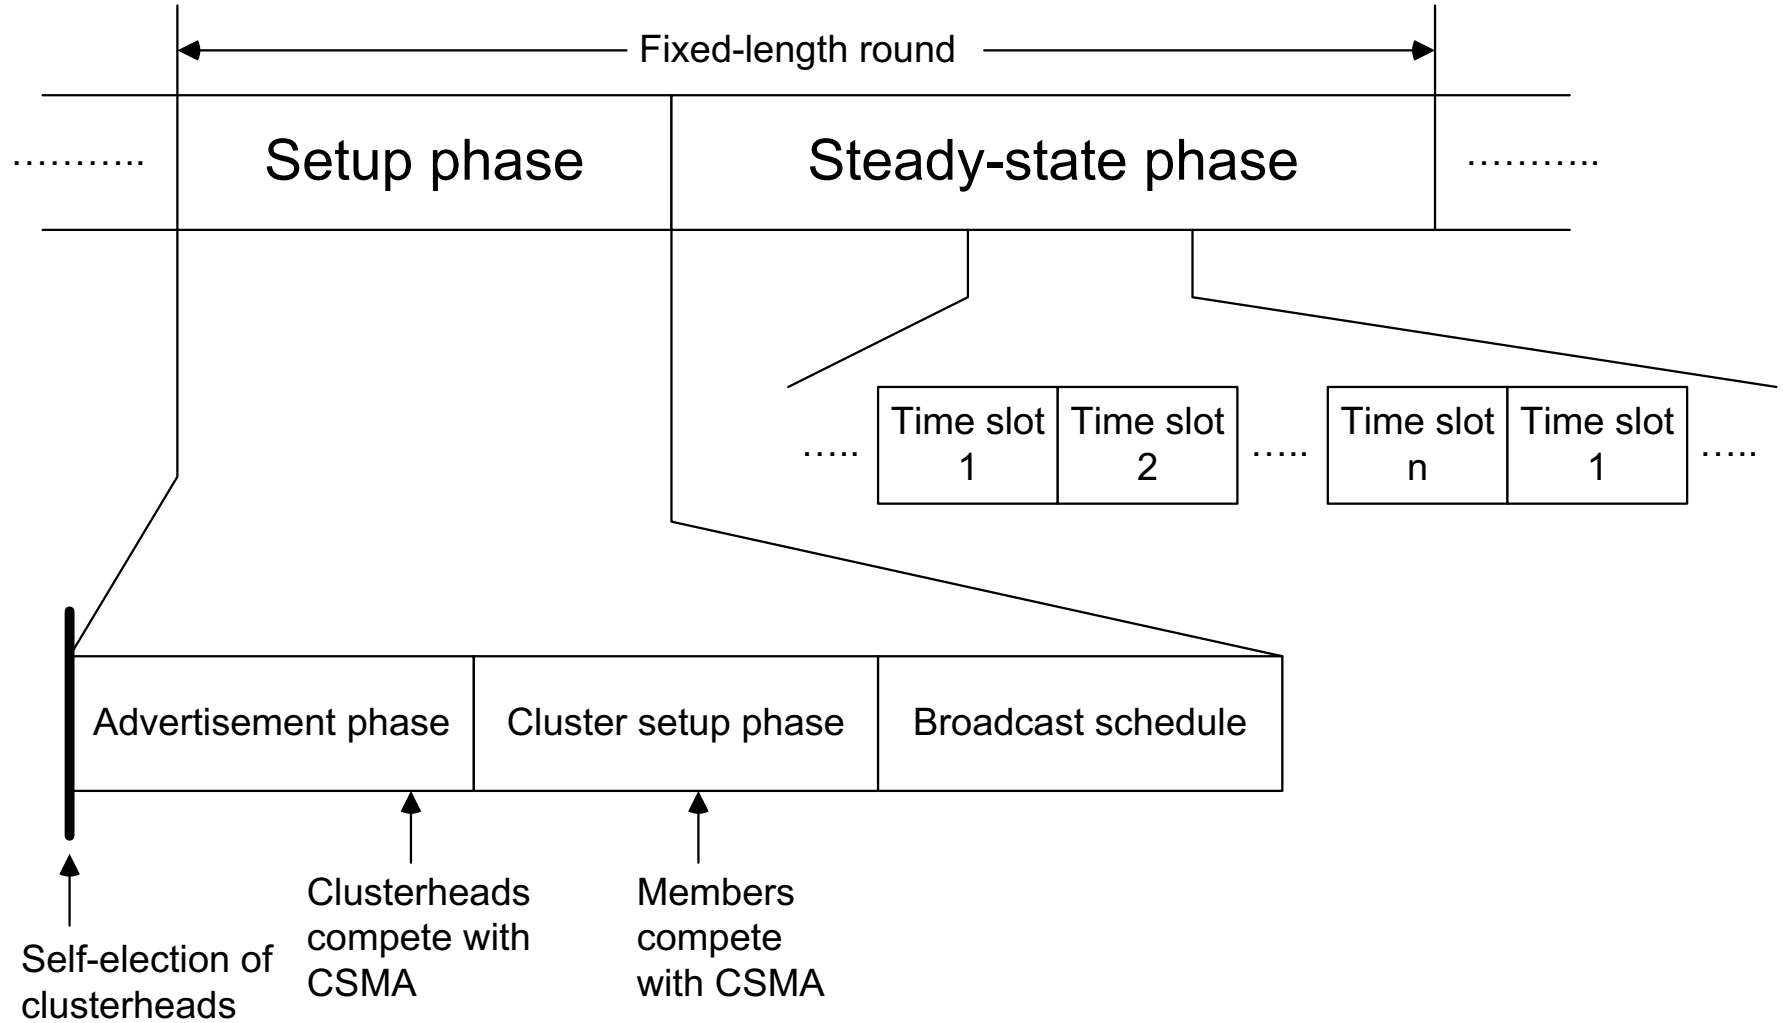 Fixed-length round
……….. Setup phase Steady-state phase ………..
Time slot Time slot Time slot Time slot
….. 1 2 ….. n 1 …..
Advertisement phase Cluster setup phase Broadcast schedule
Self-election of
clusterheads
Clusterheads
compete with
CSMA
Members
compete
with CSMA